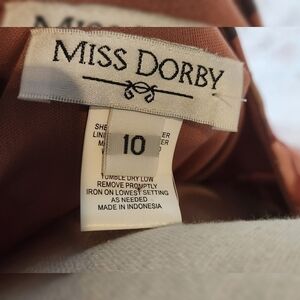 MISS DORBY
10
TUMBLE DRY LOW
REMOVE PROMPTLY
IRON ON LOWEST SETTING
AS NEEDED
MADE IN INDONESIA